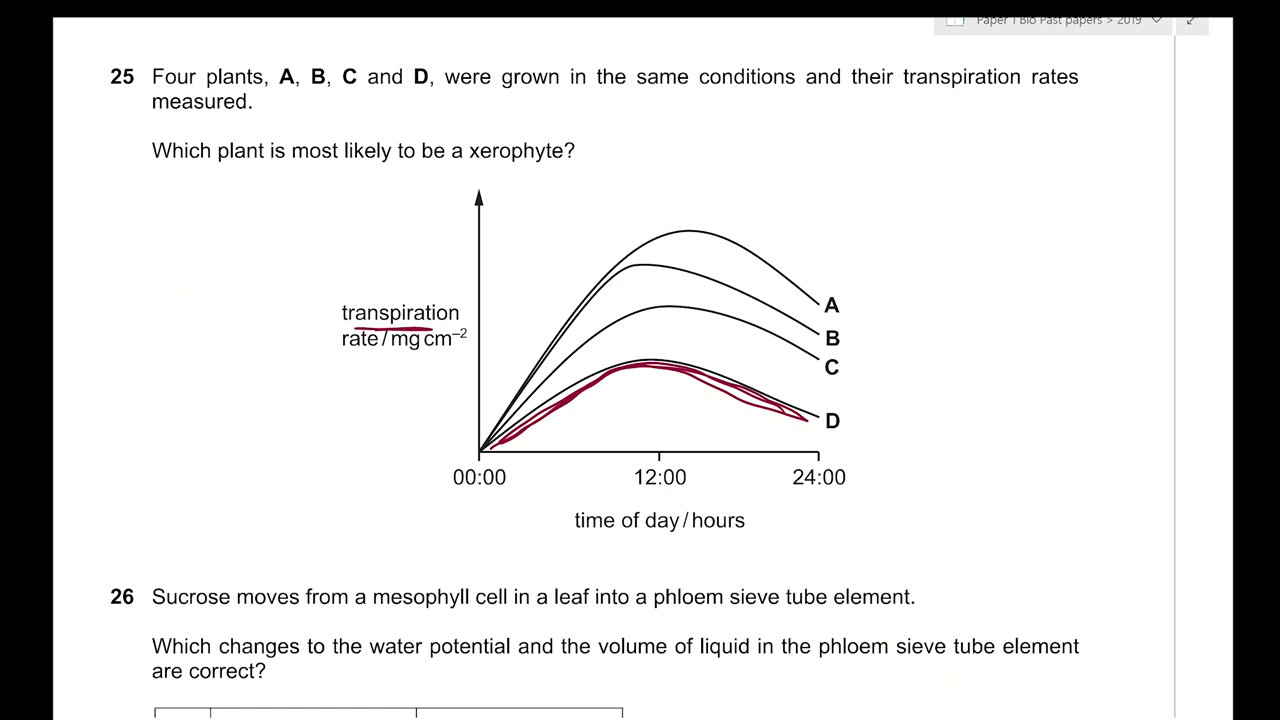 Paper 1 Bio Past papers > 2019
25 Four plants, A, B, C and D, were grown in the same conditions and their transpiration rates
measured.
Which plant is most likely to be a xerophyte?
transpiration
rate / mg cm⁻²
A
B
C
D
00:00 12:00 24:00
time of day / hours
26 Sucrose moves from a mesophyll cell in a leaf into a phloem sieve tube element.
Which changes to the water potential and the volume of liquid in the phloem sieve tube element
are correct?